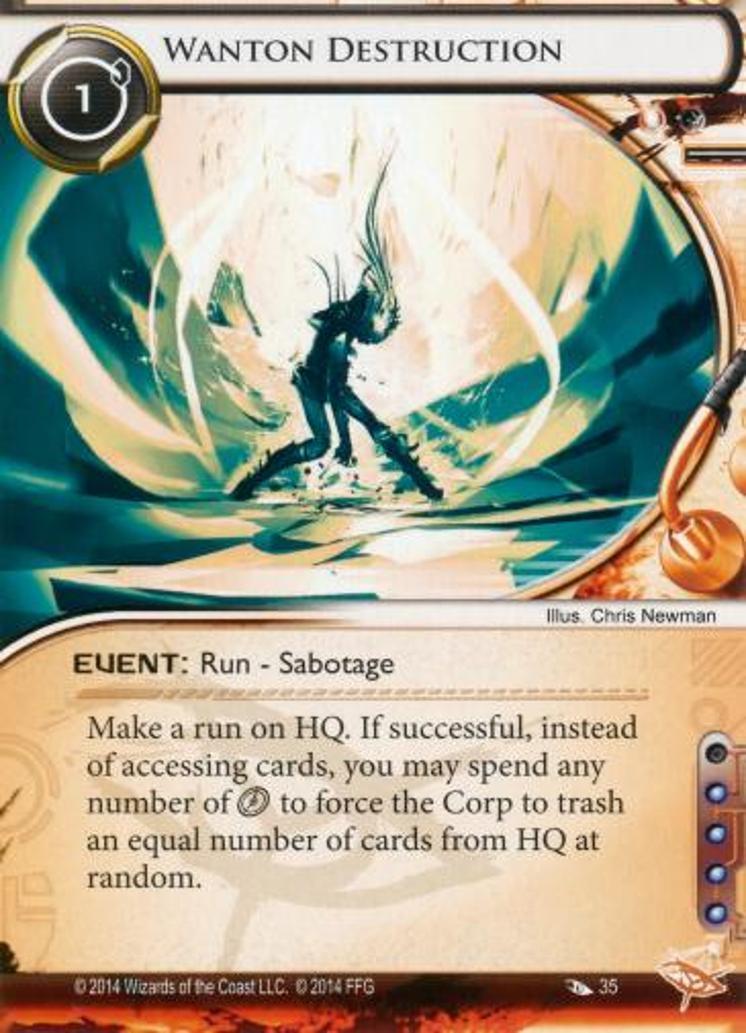 WANTON DESTRUCTION
1
Illus. Chris Newman
EVENT: Run - Sabotage
Make a run on HQ. If successful, instead
of accessing cards, you may spend any
number of to force the Corp to trash
an equal number of cards from HQ at
random.
© 2014 Wizards of the Coast LLC. © 2014 FFG
35